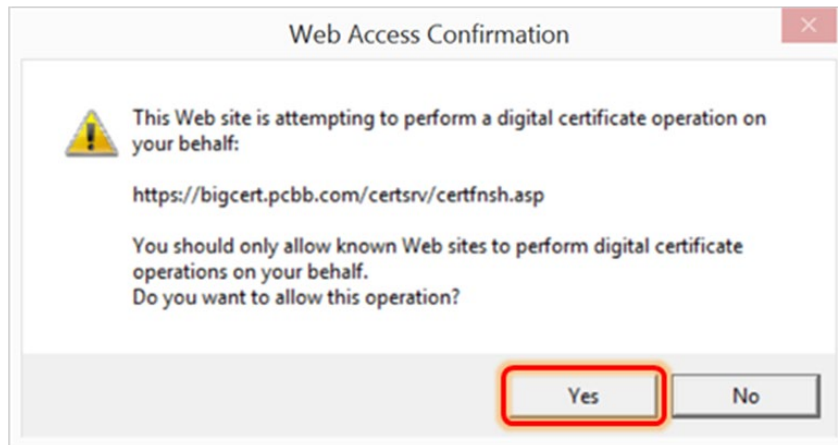 Web Access Confirmation
This Web site is attempting to perform a digital certificate operation on
your behalf:
https://bigcert.pcbb.com/certsrv/certfnsh.asp
You should only allow known Web sites to perform digital certificate
operations on your behalf.
Do you want to allow this operation?
Yes
No